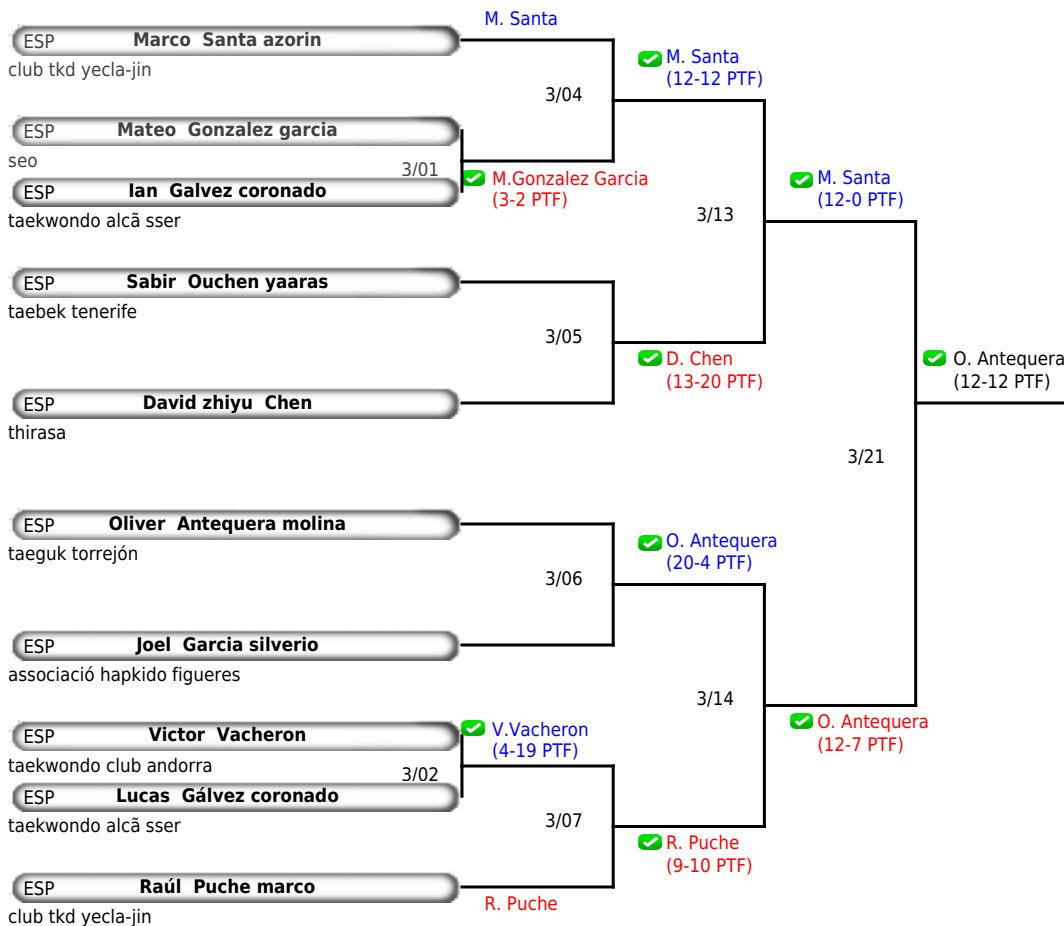 M. Santa
ESP Marco Santa azorin
club tkd yecla-jin
M. Santa
(12-12 PTF)
3/04
ESP Mateo Gonzalez garcia
seo
3/01
M.Gonzalez Garcia
(3-2 PTF)
ESP Ian Galvez coronado
taekwondo alcã sser
M. Santa
(12-0 PTF)
3/13
ESP Sabir Ouchen yaaras
taebek tenerife
3/05
D. Chen
(13-20 PTF)
O. Antequera
(12-12 PTF)
ESP David zhiyu Chen
thirasa
3/21
ESP Oliver Antequera molina
taeguk torrejón
O. Antequera
(20-4 PTF)
3/06
ESP Joel Garcia silverio
associació hapkido figueres
3/14
O. Antequera
(12-7 PTF)
ESP Victor Vacheron
taekwondo club andorra
V.Vacheron
(4-19 PTF)
3/02
ESP Lucas Gálvez coronado
taekwondo alcã sser
3/07
R. Puche
(9-10 PTF)
ESP Raúl Puche marco
club tkd yecla-jin
R. Puche